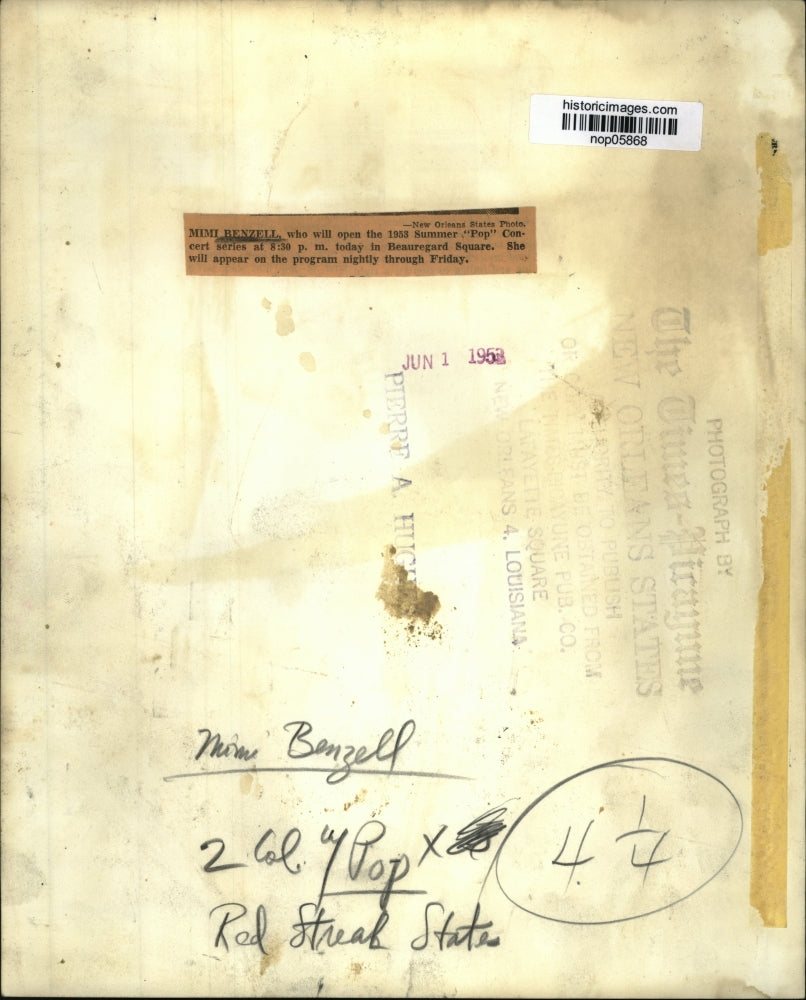 historicimages.com
nop05868
—New Orleans States Photo.
MIMI BENZELL, who will open the 1953 Summer "Pop" Con-
cert series at 8:30 p. m. today in Beauregard Square. She
will appear on the program nightly through Friday.
JUN 1 1953
PIERRE A. HUG
PHOTOGRAPH BY
The Times-Picayune
NEW ORLEANS STATES
TO PUBLISH
BE OBTAINED FROM
PUB. CO.
LAFAYETTE SQUARE
NEW ORLEANS 4, LOUISIANA
Mimi Benzell
2 Col. w/ Pop X
4 1/4
Red Streak States